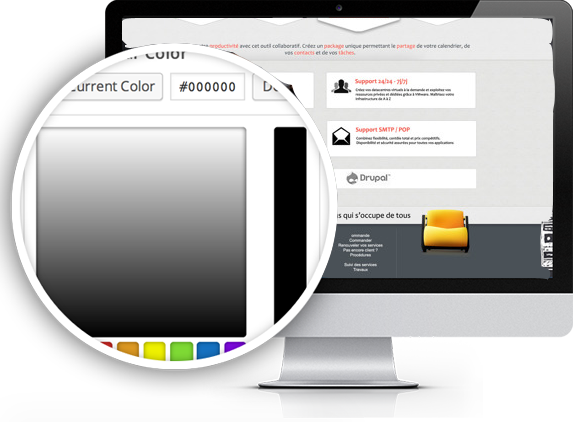 Color
Current Color
#000000
productivité avec cet outil collaboratif. Créez un package unique permettant le partage de votre calendrier, de
vos contacts et de vos tâches.
Support 24/24 - 7j/7j
Créez vos datacentres virtuels à la demande et exploitez vos
ressources privées et dédiées grâce à VMware. Maîtrisez votre
infrastructure de A à Z
Support SMTP / POP
Combinez flexibilité, contrôle total et prix compétitifs.
Disponibilité et sécurité assurées pour toutes vos applications
Drupal™
qui s'occupe de tous
ommande
Commander
Renouveler vos services
Pas encore client ?
Procédures
Suivi des services
Travaux